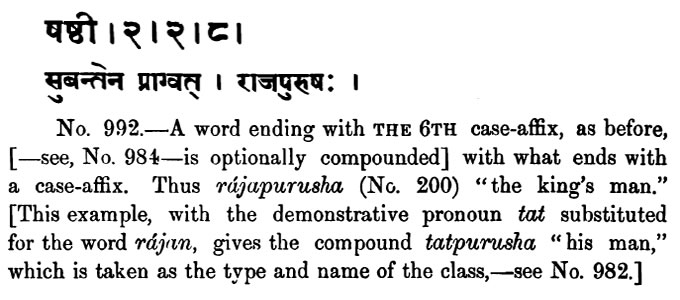 षष्ठी । २ । २ । ८ ।
सुबन्तेन प्राग्वत् । राजपुरुषः ।
No. 992.—A word ending with THE 6TH case-affix, as before,
[—see, No. 984—is optionally compounded] with what ends with
a case-affix. Thus rájapurusha (No. 200) “the king’s man.”
[This example, with the demonstrative pronoun tat substituted
for the word rájan, gives the compound tatpurusha “his man,”
which is taken as the type and name of the class,—see No. 982.]